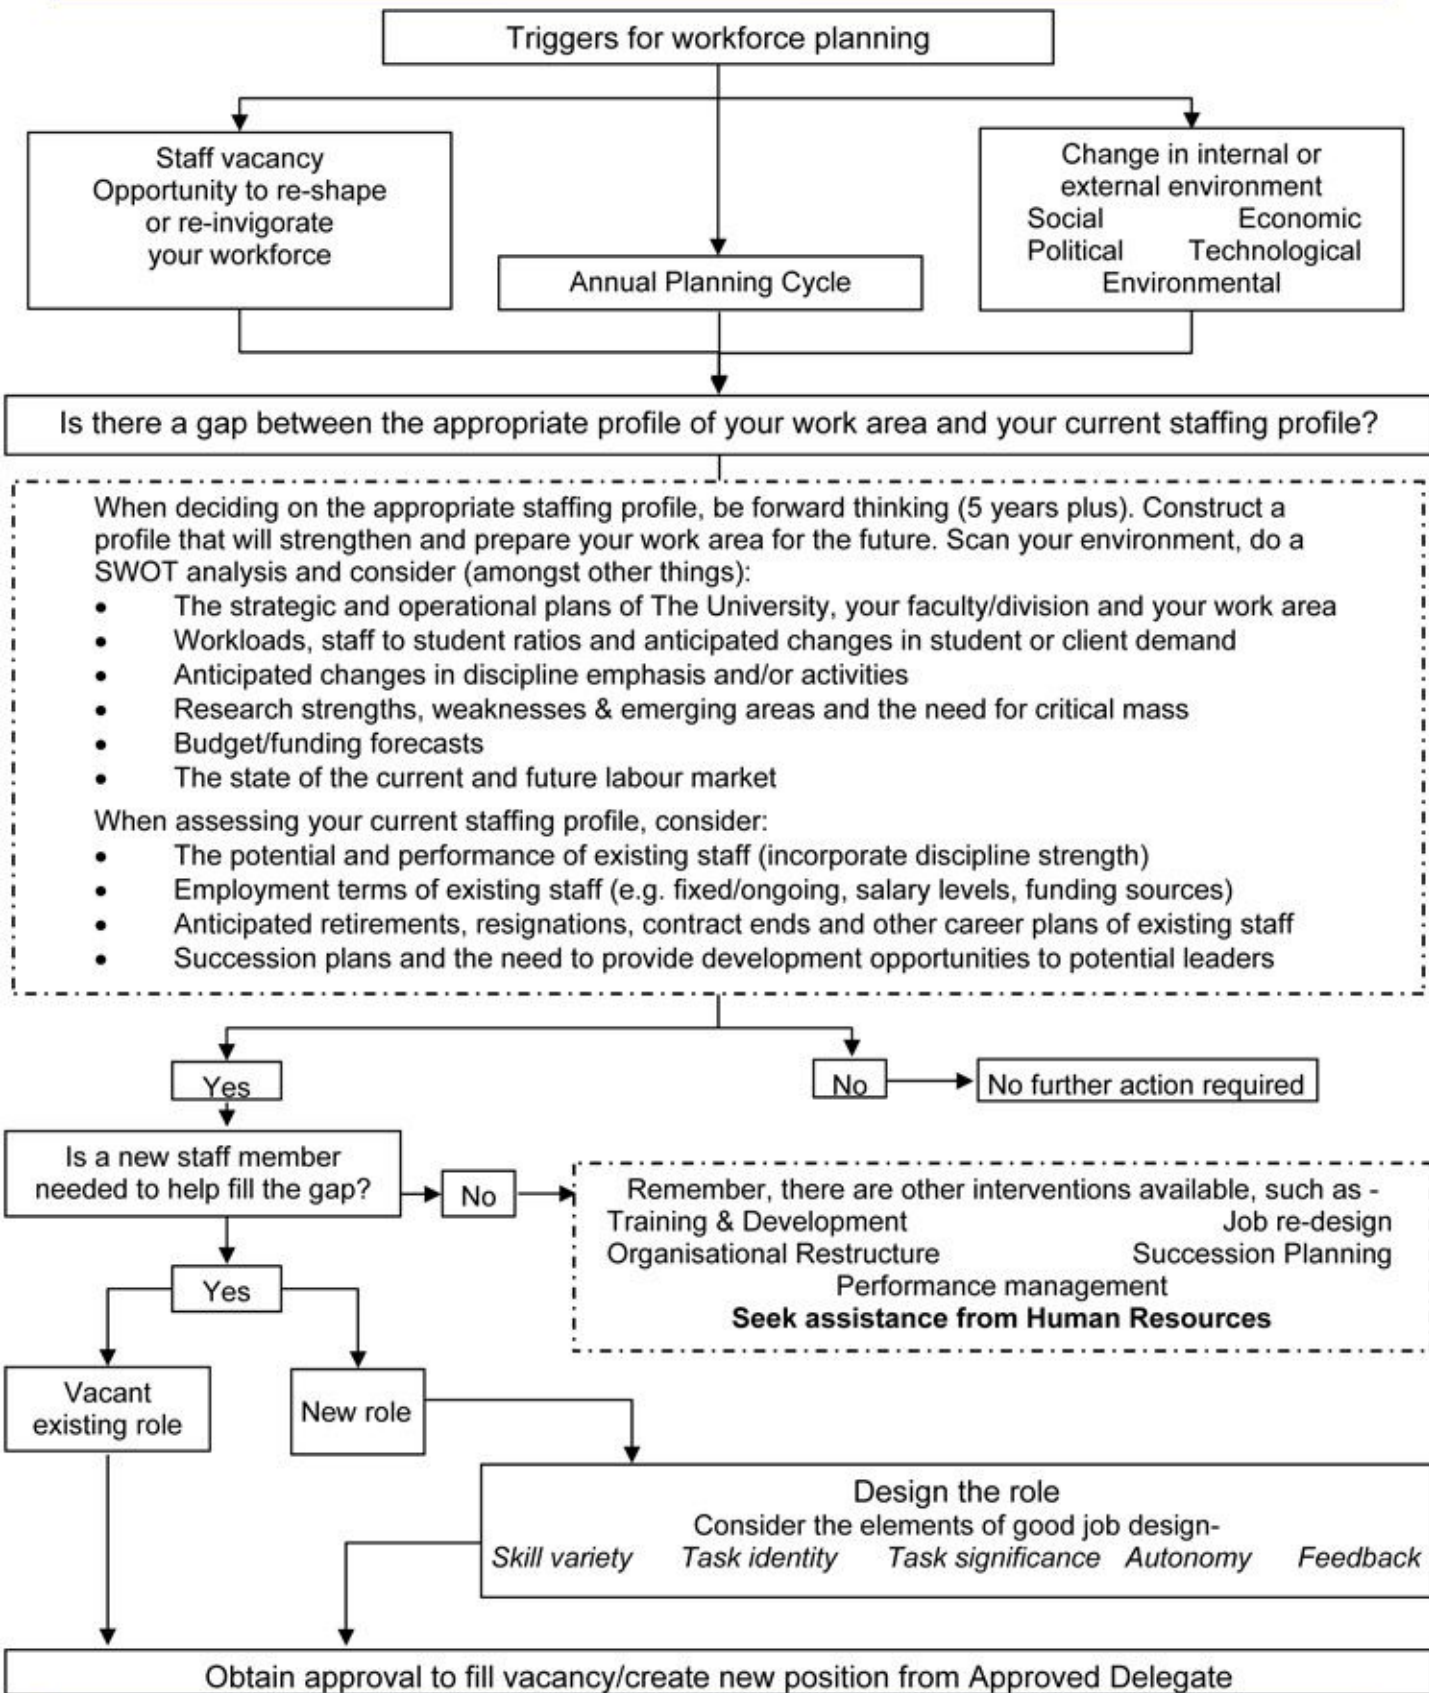 Triggers for workforce planning
Staff vacancy
Opportunity to re-shape
or re-invigorate
your workforce
Annual Planning Cycle
Change in internal or
external environment
Social Economic
Political Technological
Environmental
Is there a gap between the appropriate profile of your work area and your current staffing profile?
When deciding on the appropriate staffing profile, be forward thinking (5 years plus). Construct a
profile that will strengthen and prepare your work area for the future. Scan your environment, do a
SWOT analysis and consider (amongst other things):
• The strategic and operational plans of The University, your faculty/division and your work area
• Workloads, staff to student ratios and anticipated changes in student or client demand
• Anticipated changes in discipline emphasis and/or activities
• Research strengths, weaknesses & emerging areas and the need for critical mass
• Budget/funding forecasts
• The state of the current and future labour market
When assessing your current staffing profile, consider:
• The potential and performance of existing staff (incorporate discipline strength)
• Employment terms of existing staff (e.g. fixed/ongoing, salary levels, funding sources)
• Anticipated retirements, resignations, contract ends and other career plans of existing staff
• Succession plans and the need to provide development opportunities to potential leaders
Yes
No
No further action required
Is a new staff member
needed to help fill the gap?
No
Remember, there are other interventions available, such as -
Training & Development Job re-design
Organisational Restructure Succession Planning
Performance management
Seek assistance from Human Resources
Yes
Vacant
existing role
New role
Design the role
Consider the elements of good job design-
Skill variety Task identity Task significance Autonomy Feedback
Obtain approval to fill vacancy/create new position from Approved Delegate